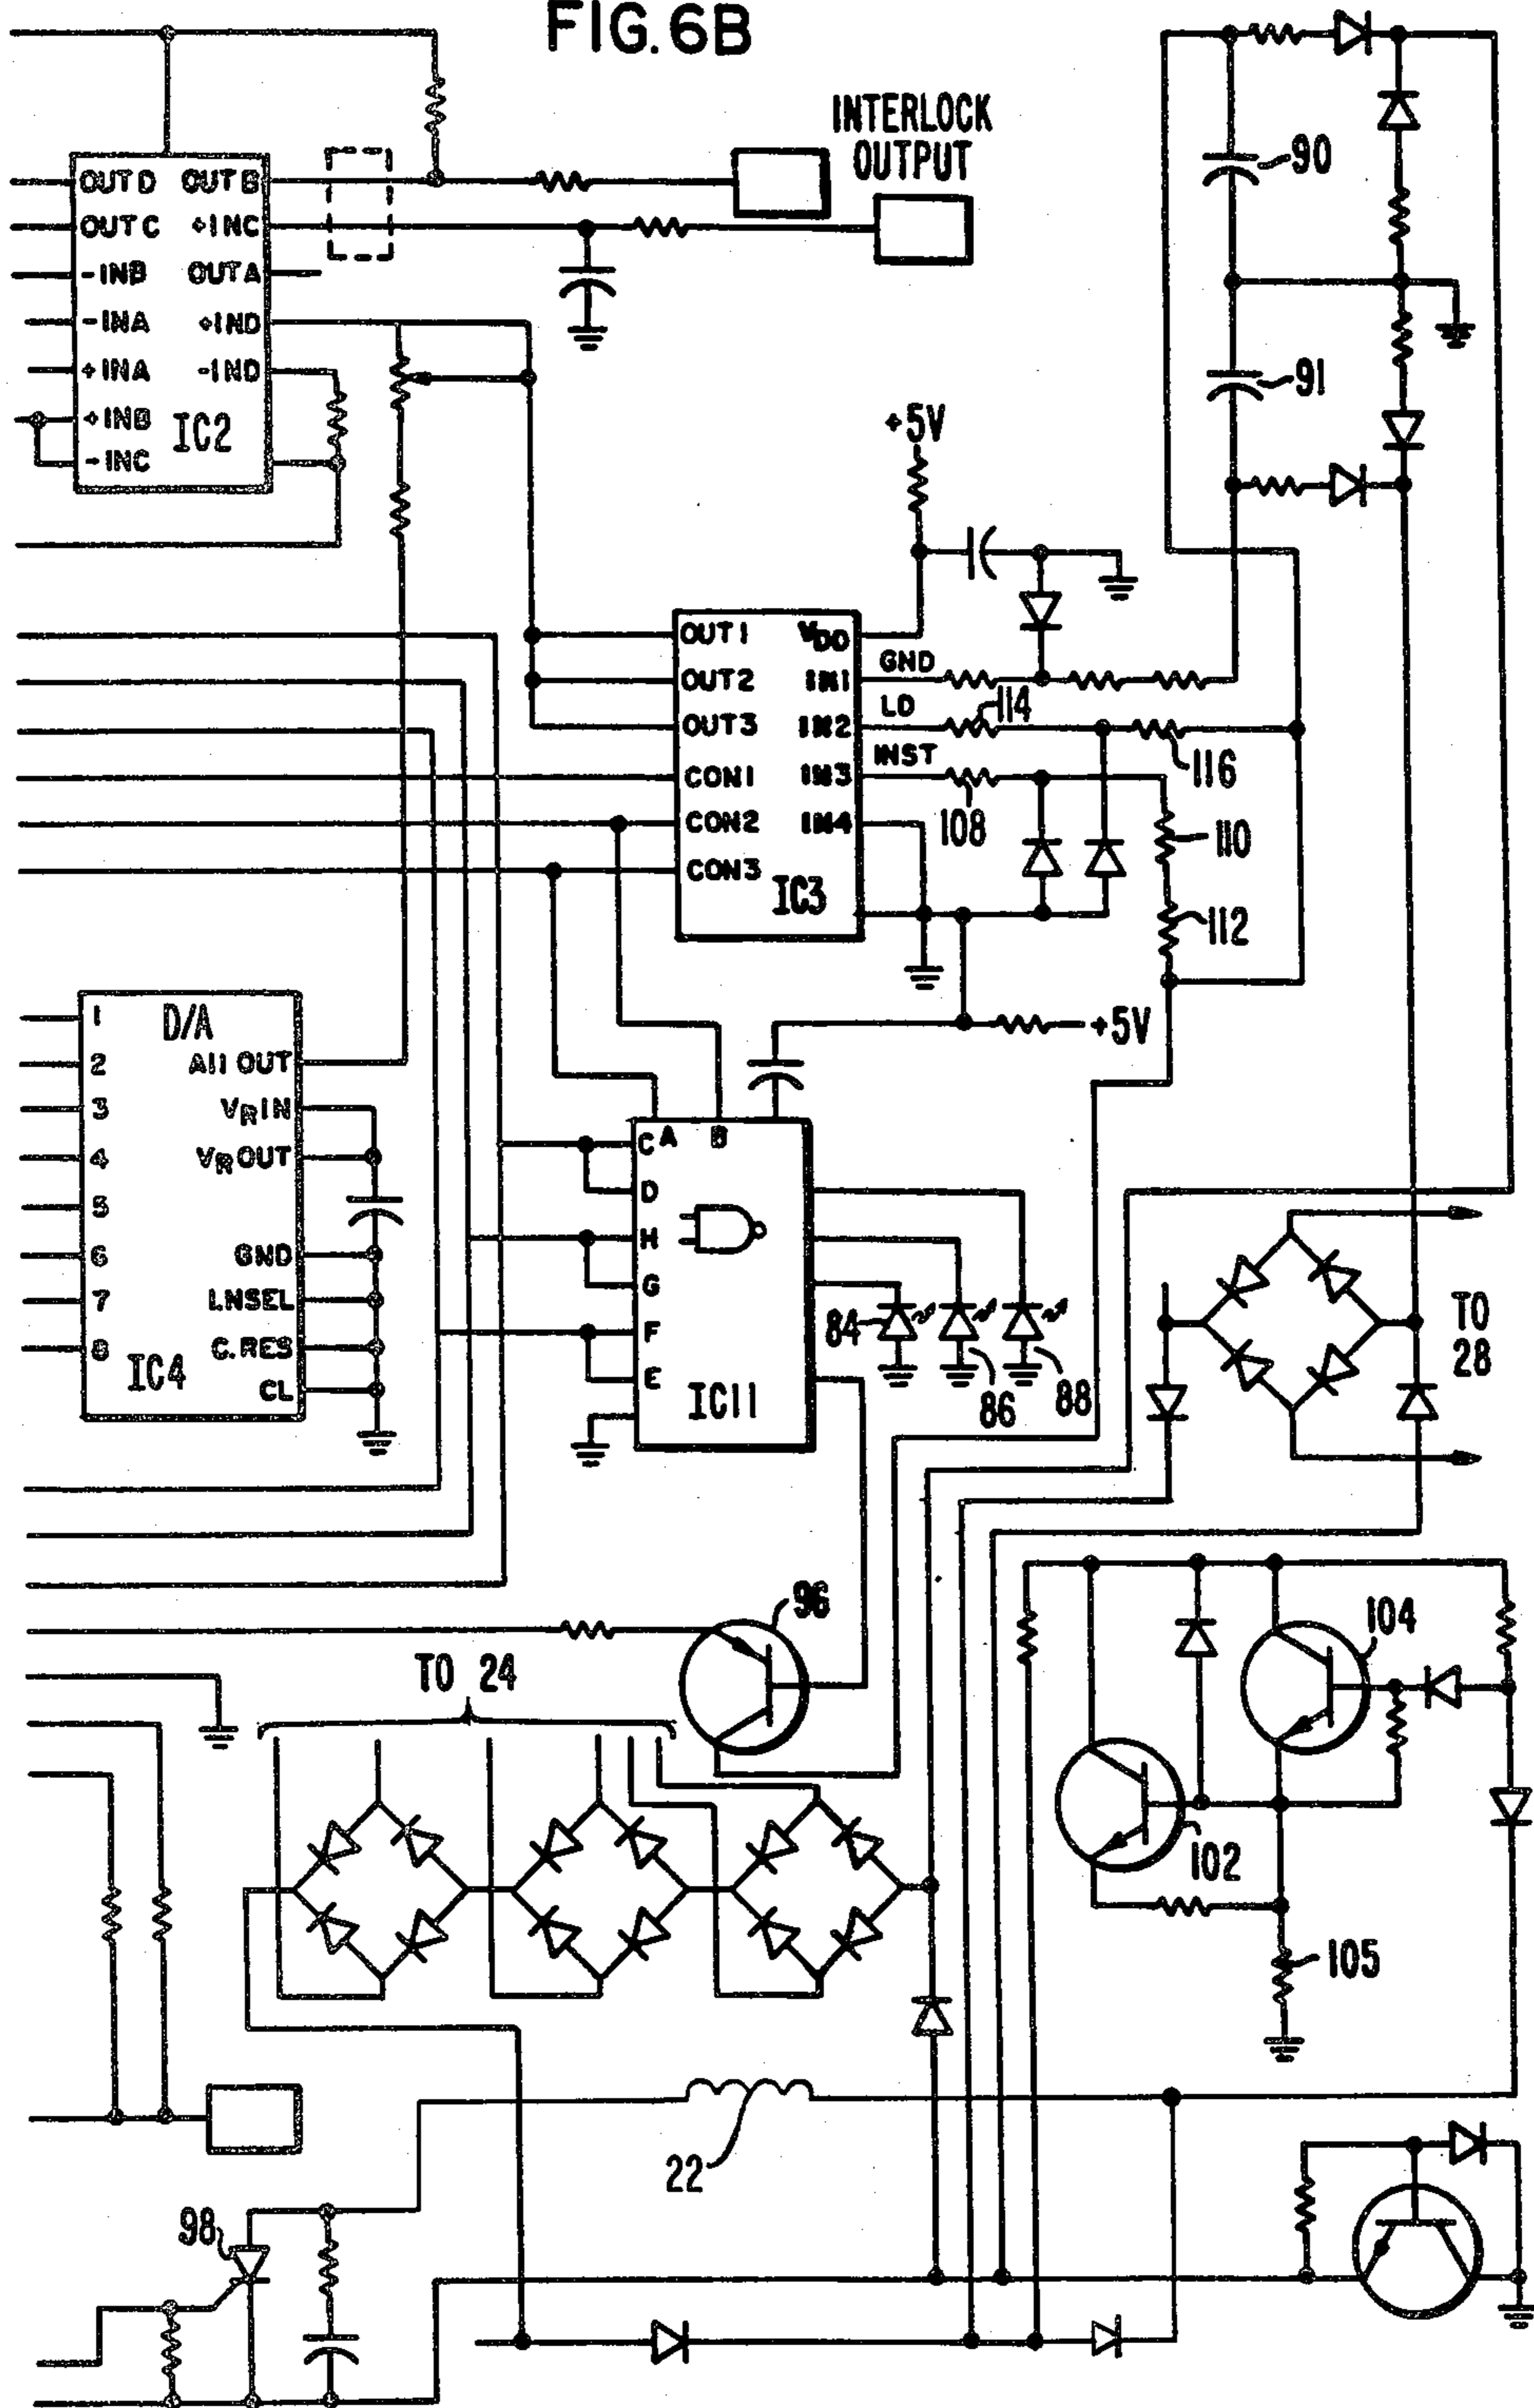 FIG. 6B
INTERLOCK
OUTPUT
OUT D OUT B
OUT C +INC
-INB OUT A
-INA +IND
+INA -IND
+INB
-INC
IC2
90
91
+5V
OUT1 VDD
OUT2 IN1
OUT3 IN2
CON1 IN3
CON2 IN4
CON3
IC3
GND
LD
INST
114
116
108
110
112
+5V
D/A
1
2
3
4
5
6
7
8
A11 OUT
VR IN
VR OUT
GND
I.NSEL
C.RES
CL
IC4
A B
C
D
H
G
F
E
IC11
84
86
88
TO
28
96
104
TO 24
102
105
22
98